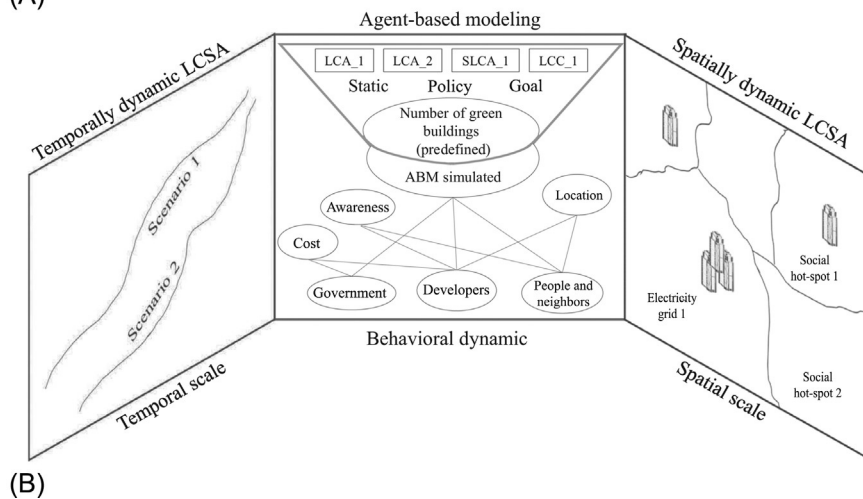 (A)
Agent-based modeling
Temporally dynamic LCSA
Scenario 1
Scenario 2
Temporal scale
LCA_1 LCA_2 SLCA_1 LCC_1
Static Policy Goal
Number of green
buildings
(predefined)
ABM simulated
Awareness
Location
Cost
Government
Developers
People and
neighbors
Behavioral dynamic
Spatially dynamic LCSA
Social
hot-spot 1
Electricity
grid 1
Social
hot-spot 2
Spatial scale
(B)